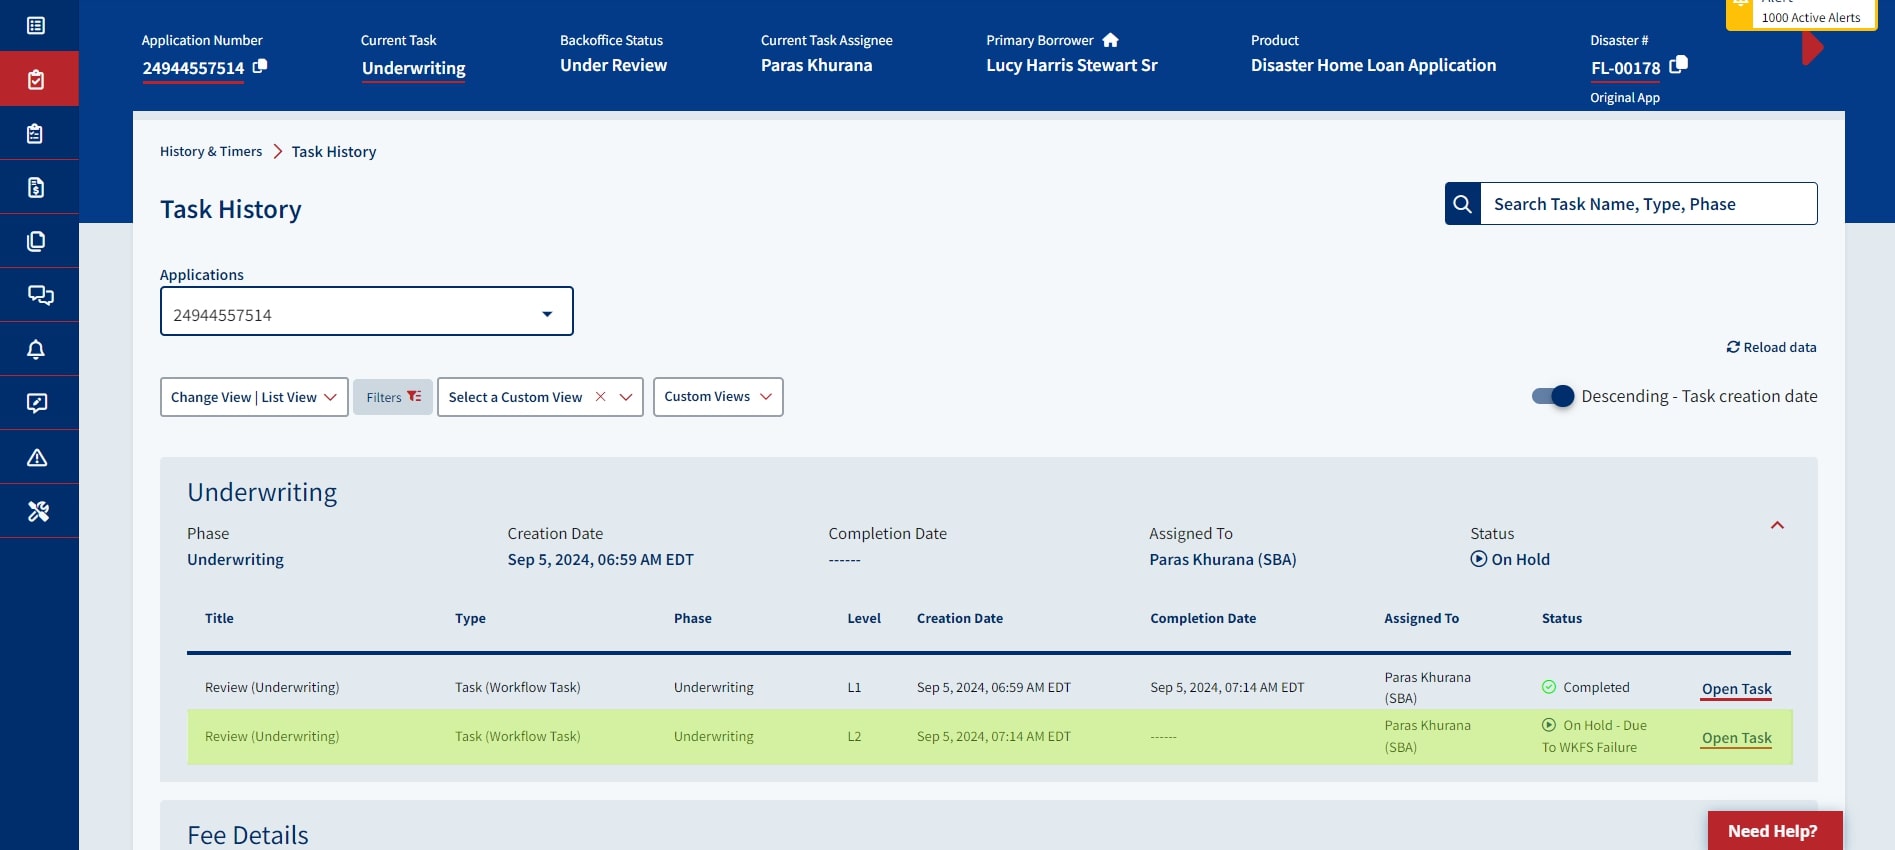 Alert
1000 Active Alerts
Application Number
24944557514
Current Task
Underwriting
Backoffice Status
Under Review
Current Task Assignee
Paras Khurana
Primary Borrower
Lucy Harris Stewart Sr
Product
Disaster Home Loan Application
Disaster #
FL-00178
Original App
History & Timers
Task History
Task History
Search Task Name, Type, Phase
Applications
24944557514
Reload data
Change View | List View
Filters
Select a Custom View
Custom Views
Descending - Task creation date
Underwriting
Phase
Underwriting
Creation Date
Sep 5, 2024, 06:59 AM EDT
Completion Date
------
Assigned To
Paras Khurana (SBA)
Status
On Hold
Title Type Phase Level Creation Date Completion Date Assigned To Status
Review (Underwriting) Task (Workflow Task) Underwriting L1 Sep 5, 2024, 06:59 AM EDT Sep 5, 2024, 07:14 AM EDT
Paras Khurana
(SBA)
Completed
Open Task
Review (Underwriting) Task (Workflow Task) Underwriting L2 Sep 5, 2024, 07:14 AM EDT ------
Paras Khurana
(SBA)
On Hold - Due
To WKFS Failure
Open Task
Fee Details
Need Help?